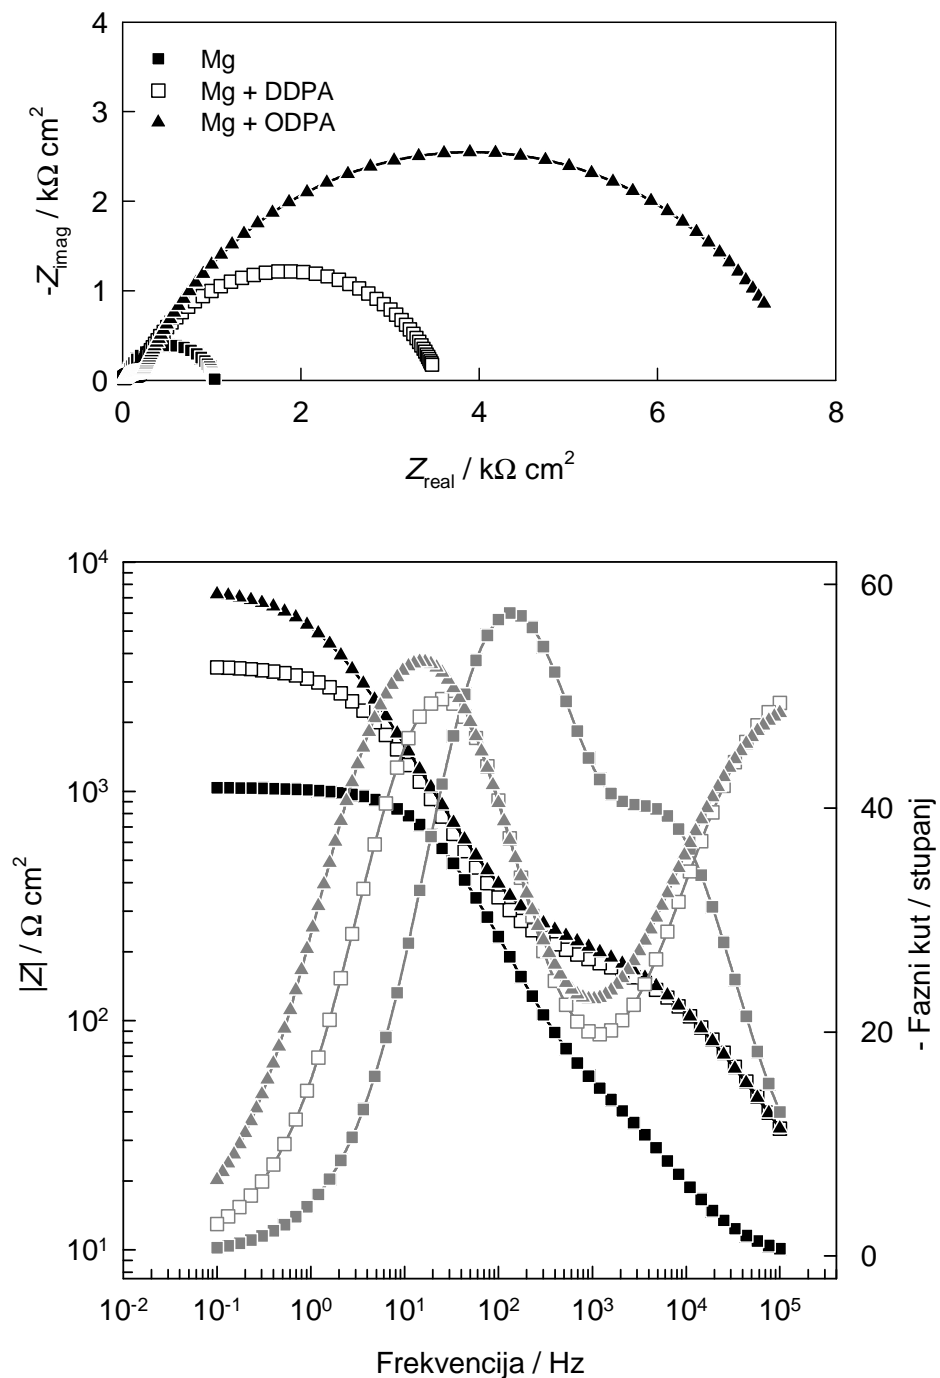 4
3
2
1
0
-Z_imag / kΩ cm²
Mg
Mg + DDPA
Mg + ODPA
0 2 4 6 8
Z_real / kΩ cm²
10⁴
10³
10²
10¹
|Z| / Ω cm²
60
40
20
0
- Fazni kut / stupanj
10⁻² 10⁻¹ 10⁰ 10¹ 10² 10³ 10⁴ 10⁵
Frekvencija / Hz